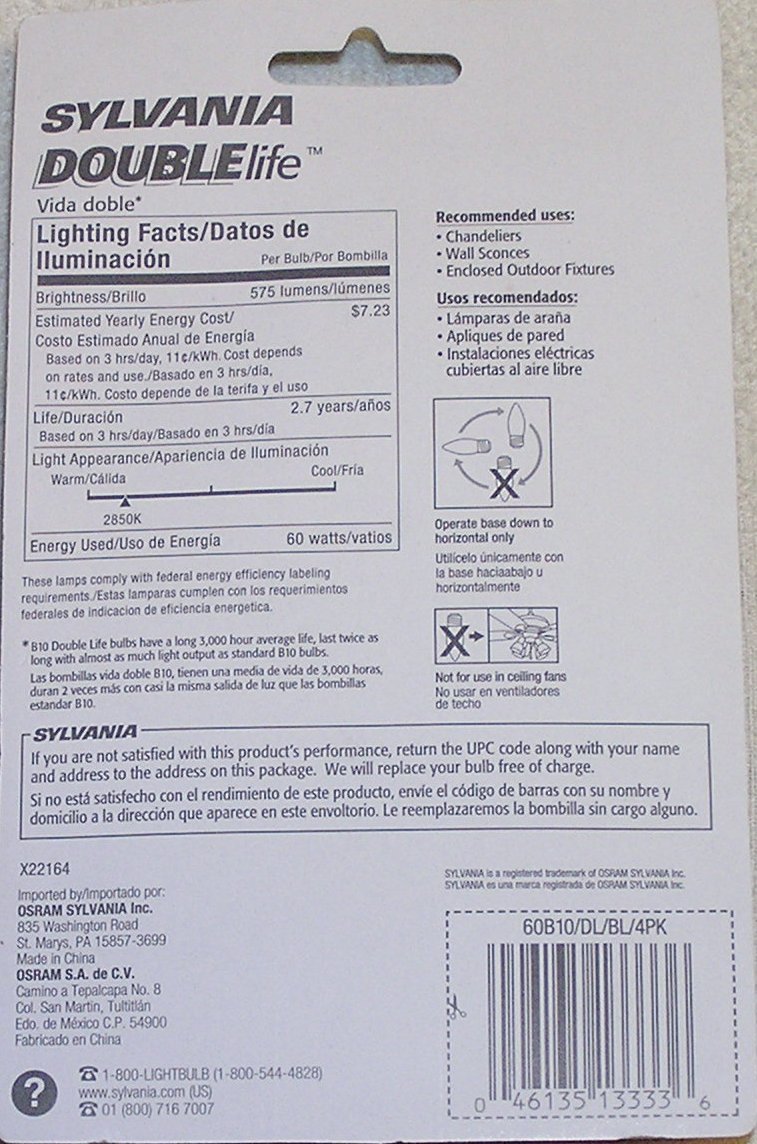 SYLVANIA
DOUBLElife™
Vida doble*
Lighting Facts/Datos de
Iluminación
Per Bulb/Por Bombilla
Brightness/Brillo 575 lumens/lúmenes
Estimated Yearly Energy Cost/ $7.23
Costo Estimado Anual de Energía
Based on 3 hrs/day, 11¢/kWh. Cost depends
on rates and use./Basado en 3 hrs/día,
11¢/kWh. Costo depende de la terifa y el uso
Life/Duración 2.7 years/años
Based on 3 hrs/day/Basado en 3 hrs/día
Light Appearance/Apariencia de Iluminación
Warm/Cálida Cool/Fría
2850K
Energy Used/Uso de Energía 60 watts/vatios
These lamps comply with federal energy efficiency labeling
requirements./Estas lamparas cumplen con los requerimientos
federales de indicacion de eficiencia energetica.
*B10 Double Life bulbs have a long 3,000 hour average life, last twice as
long with almost as much light output as standard B10 bulbs.
Las bombillas vida doble B10, tienen una media de vida de 3,000 horas,
duran 2 veces más con casi la misma salida de luz que las bombillas
estandar B10.
Recommended uses:
• Chandeliers
• Wall Sconces
• Enclosed Outdoor Fixtures
Usos recomendados:
• Lámparas de araña
• Apliques de pared
• Instalaciones eléctricas
cubiertas al aire libre
Operate base down to
horizontal only
Utilícelo únicamente con
la base haciaabajo u
horizontalmente
Not for use in ceiling fans
No usar en ventiladores
de techo
SYLVANIA
If you are not satisfied with this product's performance, return the UPC code along with your name
and address to the address on this package. We will replace your bulb free of charge.
Si no está satisfecho con el rendimiento de este producto, envíe el código de barras con su nombre y
domicilio a la dirección que aparece en este envoltorio. Le reemplazaremos la bombilla sin cargo alguno.
X22164
Imported by/Importado por:
OSRAM SYLVANIA Inc.
835 Washington Road
St. Marys, PA 15857-3699
Made in China
OSRAM S.A. de C.V.
Camino a Tepalcapa No. 8
Col. San Martin, Tultitlán
Edo. de México C.P. 54900
Fabricado en China
?
1-800-LIGHTBULB (1-800-544-4828)
www.sylvania.com (US)
01 (800) 716 7007
SYLVANIA is a registered trademark of OSRAM SYLVANIA Inc.
SYLVANIA es una marca registrada de OSRAM SYLVANIA Inc.
60B10/DL/BL/4PK
0 46135 13333 6